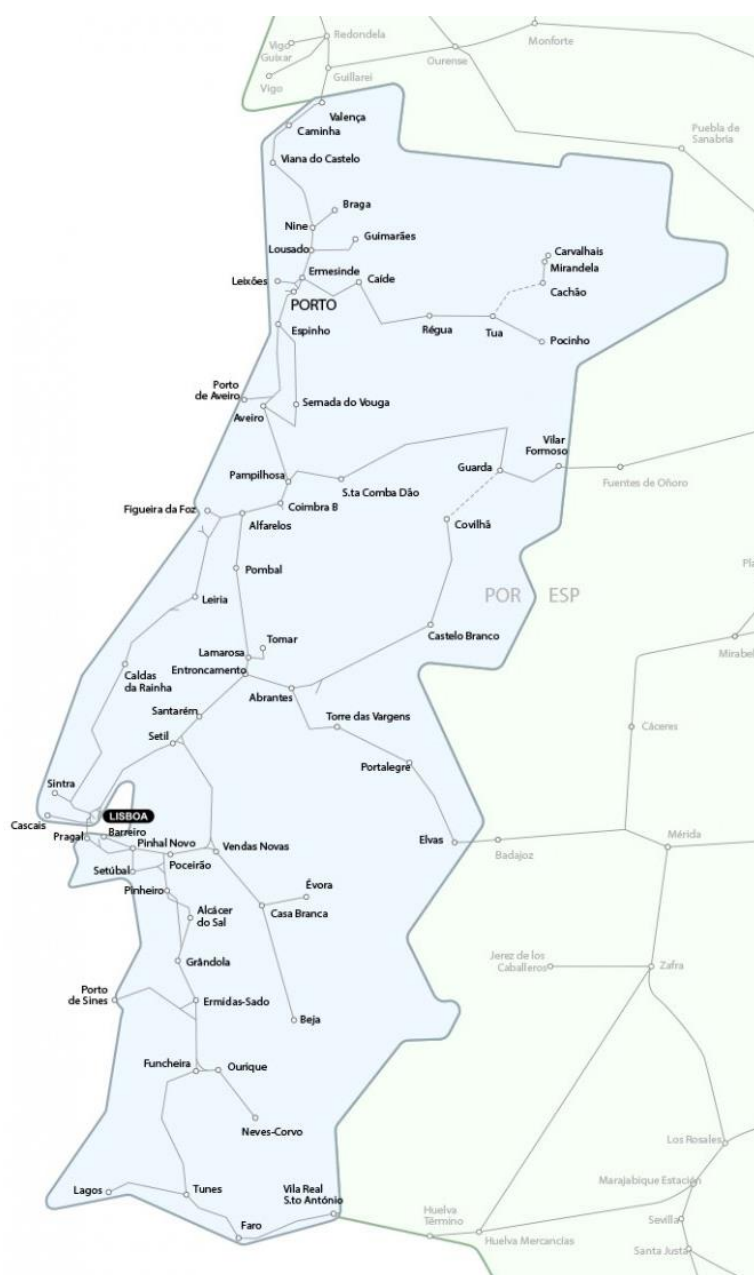 Redondela
Monforte
Vigo
Guixar
Ourense
Vigo
Guillarei
Valença
Puebla de
Sanabria
Caminha
Viana do Castelo
Braga
Nine
Guimarães
Lousado
Carvalhais
Mirandela
Ermesinde
Leixões
Caíde
Cachão
PORTO
Espinho
Régua
Tua
Pocinho
Porto
de Aveiro
Sernada do Vouga
Aveiro
Vilar
Formoso
Pampilhosa
Guarda
S.ta Comba Dão
Fuentes de Oñoro
Figueira da Foz
Coimbra B
Alfarelos
Covilhã
Pombal
POR
ESP
Leiria
Castelo Branco
Tomar
Lamarosa
Entroncamento
Caldas
da Rainha
Abrantes
Santarém
Torre das Vargens
Cáceres
Setil
Portalegre
Sintra
LISBOA
Cascais
Pragal
Barreiro
Pinhal Novo
Vendas Novas
Elvas
Mérida
Badajoz
Setúbal
Poceirão
Pinheiro
Évora
Alcácer
do Sal
Casa Branca
Jerez de los
Caballeros
Zafra
Grândola
Porto
de Sines
Ermidas-Sado
Beja
Funcheira
Ourique
Neves-Corvo
Los Rosales
Lagos
Tunes
Vila Real
S.to António
Marajabique Estación
Faro
Huelva
Término
Huelva Mercancias
Sevilla
Santa Justa